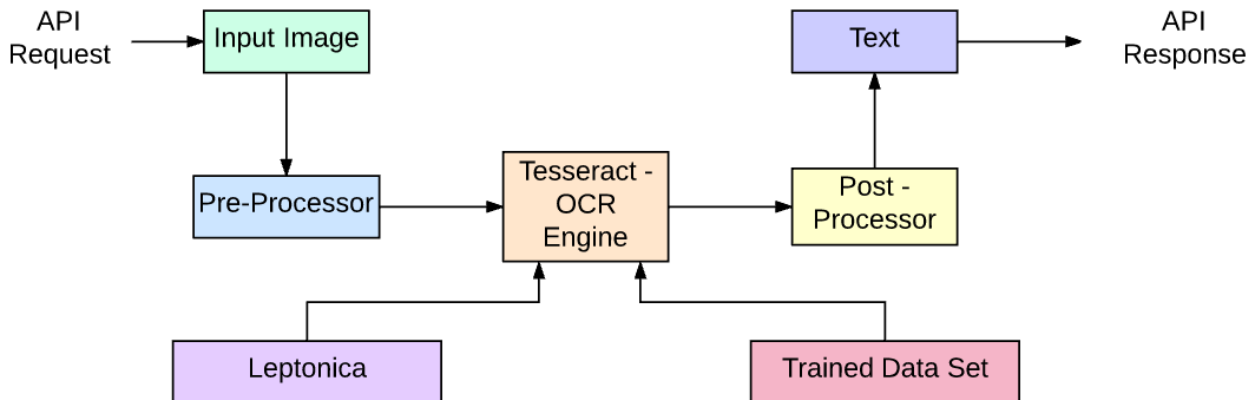 API
Request
Input Image
Text
API
Response
Pre-Processor
Tesseract -
OCR
Engine
Post -
Processor
Leptonica
Trained Data Set